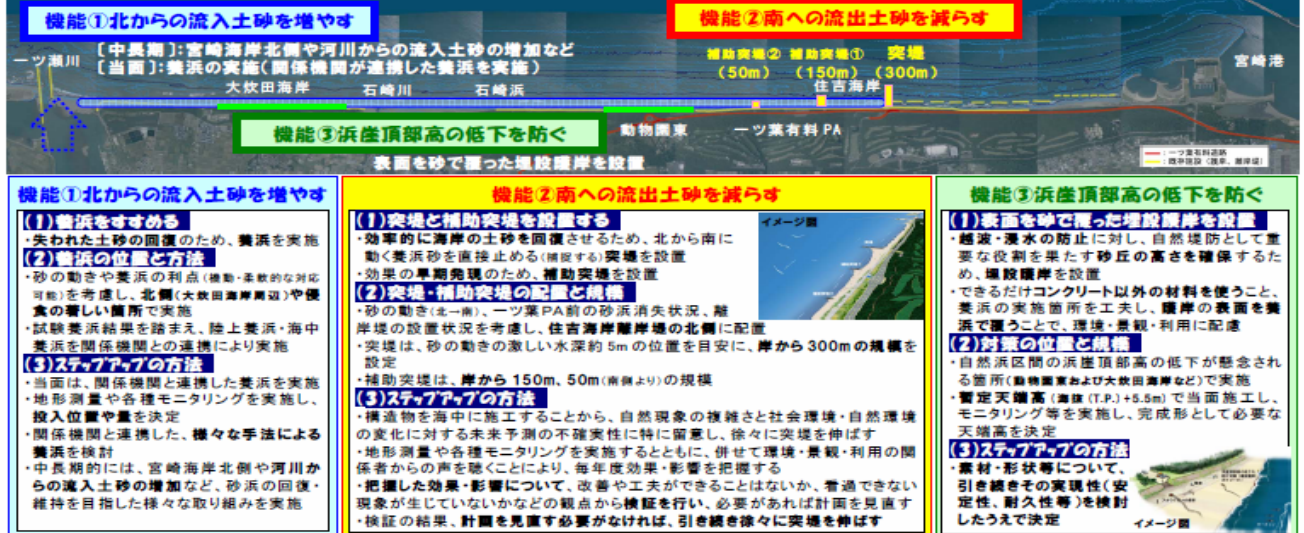 機能①北からの流入土砂を増やす
機能②南への流出土砂を減らす
［中長期］:宮崎海岸北側や河川からの流入土砂の増加など
［当面］:養浜の実施(関係機関が連携した養浜を実施)
一ツ瀬川
補助突堤② 補助突堤① 突堤
(50m) (150m) (300m)
宮崎港
大炊田海岸 石崎川 石崎浜 住吉海岸
機能③浜崖頂部高の低下を防ぐ
動物園東 一ツ葉有料PA
表面を砂で覆った埋設護岸を設置
:一ツ葉有料道路
:既存施設(護岸、離岸堤)
機能①北からの流入土砂を増やす
(1)養浜をすすめる
・失われた土砂の回復のため、養浜を実施
(2)養浜の位置と方法
・砂の動きや養浜の利点(機動・柔軟的な対応
可能)を考慮し、北側(大炊田海岸周辺)や侵
食の著しい箇所で実施
・試験養浜結果を踏まえ、陸上養浜・海中
養浜を関係機関との連携により実施
(3)ステップアップの方法
・当面は、関係機関と連携した養浜を実施
・地形測量や各種モニタリングを実施し、
投入位置や量を決定
・関係機関と連携した、様々な手法による
養浜を検討
・中長期的には、宮崎海岸北側や河川か
らの流入土砂の増加など、砂浜の回復・
維持を目指した様々な取り組みを実施
機能②南への流出土砂を減らす
(1)突堤と補助突堤を設置する
・効率的に海岸の土砂を回復させるため、北から南に
動く養浜砂を直接止める(捕捉する)突堤を設置
・効果の早期発現のため、補助突堤を設置
(2)突堤・補助突堤の配置と規模
・砂の動き(北→南)、一ツ葉PA前の砂浜消失状況、離
岸堤の設置状況を考慮し、住吉海岸離岸堤の北側に配置
・突堤は、砂の動きの激しい水深約5mの位置を目安に、岸から300mの規模を
設定
・補助突堤は、岸から150m、50m(南側より)の規模
(3)ステップアップの方法
・構造物を海中に施工することから、自然現象の複雑さと社会環境・自然環境
の変化に対する未来予測の不確実性に特に留意し、徐々に突堤を伸ばす
・地形測量や各種モニタリングを実施するとともに、併せて環境・景観・利用の関
係者からの声を聴くことにより、毎年度効果・影響を把握する
・把握した効果・影響について、改善や工夫ができることはないか、看過できない
現象が生じていないかなどの観点から検証を行い、必要があれば計画を見直す
・検証の結果、計画を見直す必要がなければ、引き続き徐々に突堤を伸ばす
イメージ図
機能③浜崖頂部高の低下を防ぐ
(1)表面を砂で覆った埋設護岸を設置
・越波・浸水の防止に対し、自然堤防として重
要な役割を果たす砂丘の高さを確保するた
め、埋設護岸を設置
・できるだけコンクリート以外の材料を使うこと、
養浜の実施箇所を工夫し、護岸の表面を養
浜で覆うことで、環境・景観・利用に配慮
(2)対策の位置と規模
・自然浜区間の浜崖頂部高の低下が懸念され
る箇所(動物園東および大炊田海岸など)で実施
・暫定天端高(海抜(T.P.)+5.5m)で当面施工し、
モニタリング等を実施し、完成形として必要な
天端高を決定
(3)ステップアップの方法
・素材・形状等について、
引き続きその実現性(安
定性、耐久性等)を検討
したうえで決定
イメージ図